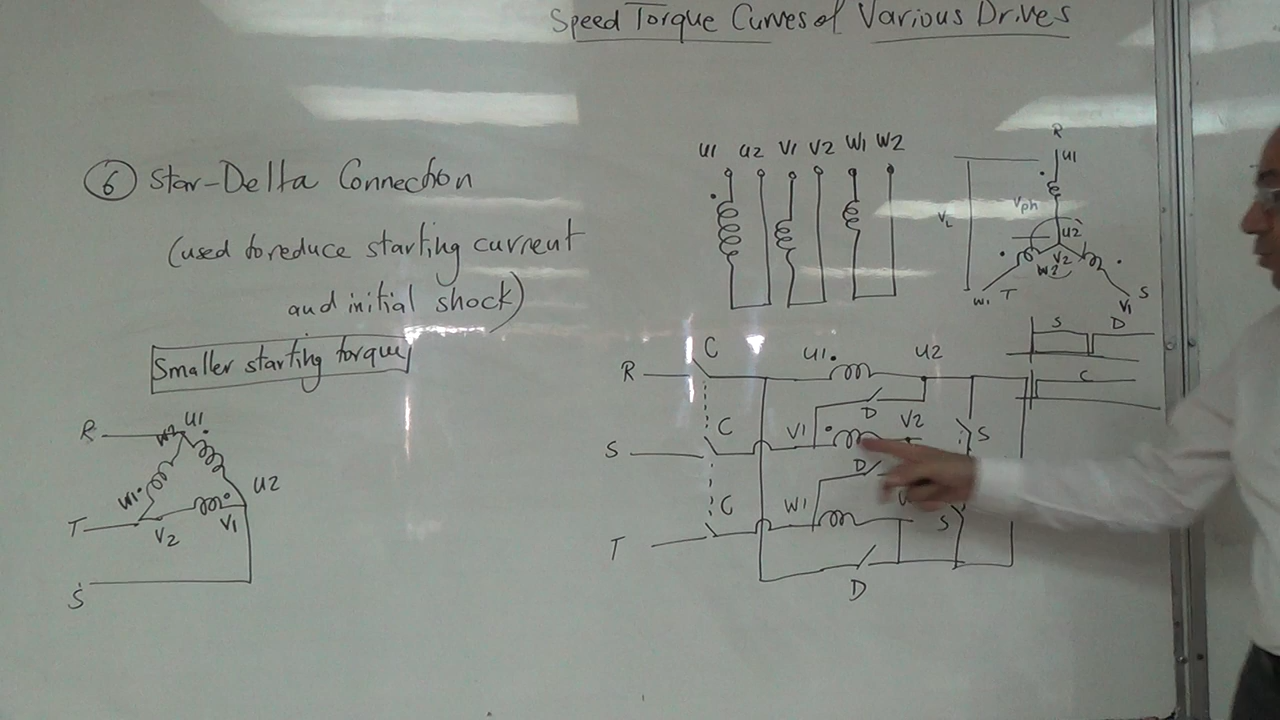 Speed Torque Curves of Various Drives
⑥ Star-Delta Connection
(used to reduce starting current
and initial shock)
Smaller starting torque
U1 U2 V1 V2 W1 W2
R
U1
Vph
VL
U2
V2
W2
W1 T
V1 S
S D
C
R C U1 U2
D
S C V1 V2
S
D
T C W1
S
D
R W2 U1
W1
U2
T V2 V1
S